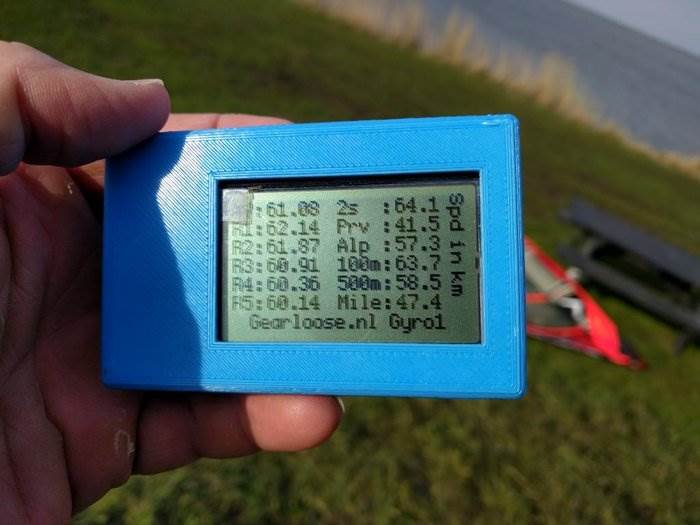 :61.08 2s :64.1
R1:62.14 Prv :41.5
R2:61.87 Alp :57.3
R3:60.91 100m:63.7
R4:60.36 500m:58.5
R5:60.14 Mile:47.4
Gearloose.nl Gyro1
Spd in Km